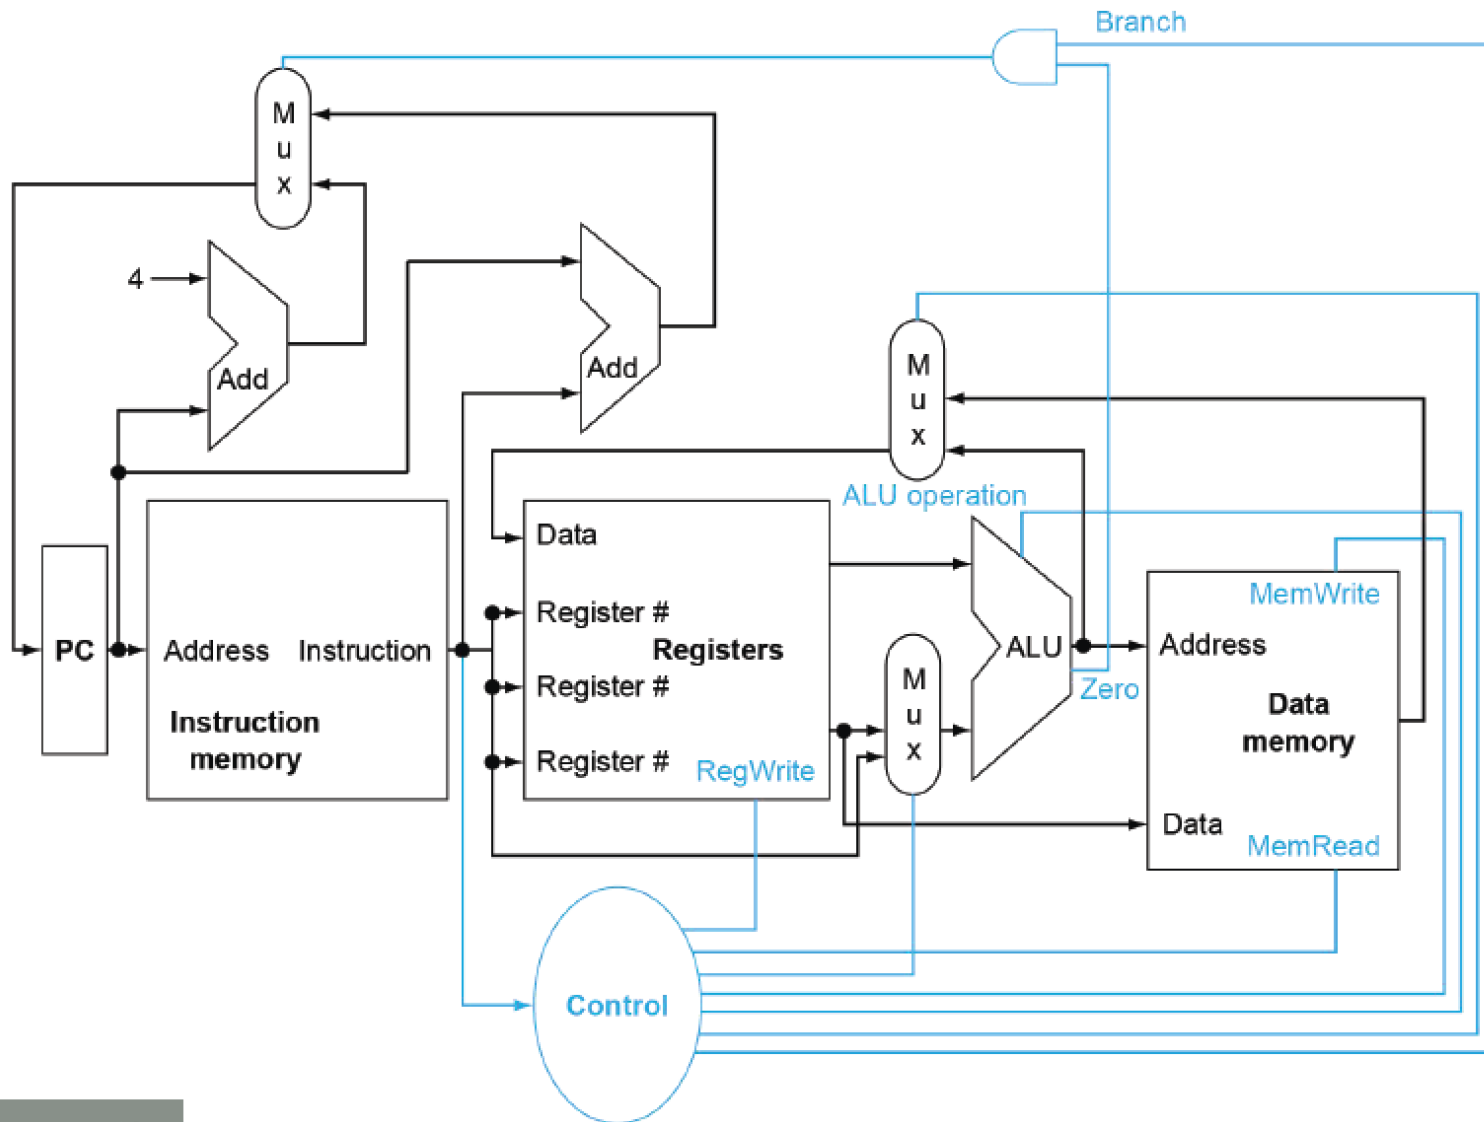 Branch
M
u
x
4
Add
Add
M
u
x
ALU operation
Data
Register #
Registers
Register #
Register #
RegWrite
PC
Address
Instruction
Instruction
memory
M
u
x
ALU
Zero
MemWrite
Address
Data
memory
Data
MemRead
Control